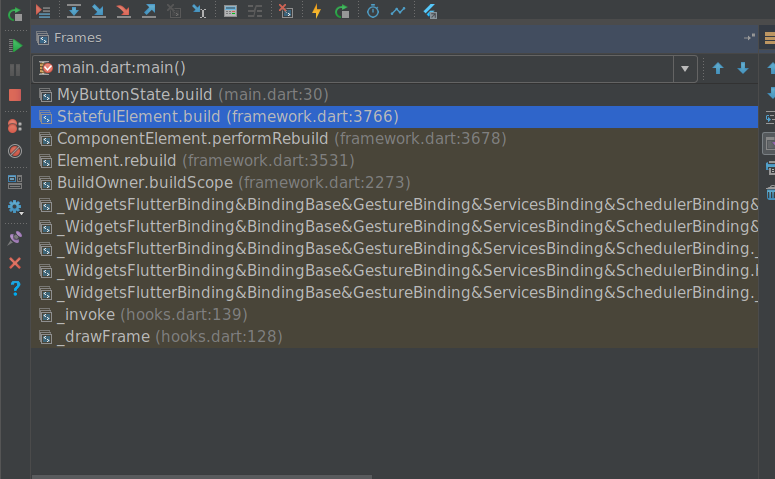 Frames
main.dart:main()
MyButtonState.build (main.dart:30)
StatefulElement.build (framework.dart:3766)
ComponentElement.performRebuild (framework.dart:3678)
Element.rebuild (framework.dart:3531)
BuildOwner.buildScope (framework.dart:2273)
_WidgetsFlutterBinding&BindingBase&GestureBinding&ServicesBinding&SchedulerBinding&
_WidgetsFlutterBinding&BindingBase&GestureBinding&ServicesBinding&SchedulerBinding&
_WidgetsFlutterBinding&BindingBase&GestureBinding&ServicesBinding&SchedulerBinding._
_WidgetsFlutterBinding&BindingBase&GestureBinding&ServicesBinding&SchedulerBinding.h
_WidgetsFlutterBinding&BindingBase&GestureBinding&ServicesBinding&SchedulerBinding._
_invoke (hooks.dart:139)
_drawFrame (hooks.dart:128)